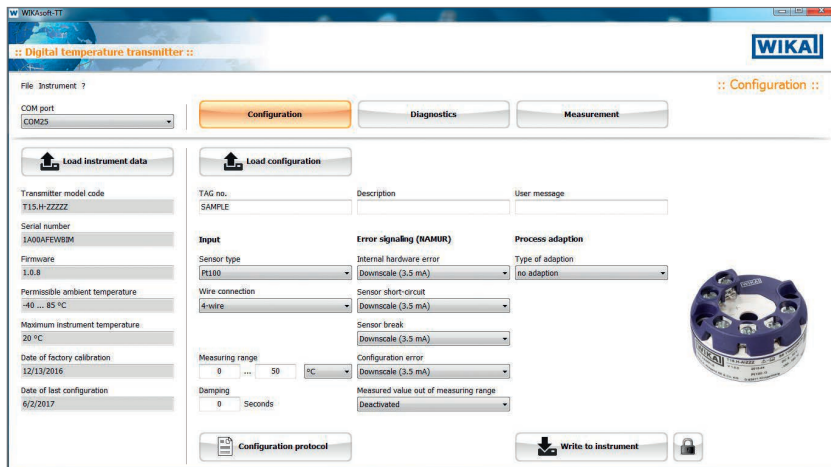 WIKAsoft-TT
:: Digital temperature transmitter ::
WIKAI
File Instrument ?
:: Configuration ::
COM port
COM25
Configuration
Diagnostics
Measurement
Load instrument data
Load configuration
Transmitter model code
T15.H-ZZZZZ
TAG no.
SAMPLE
Description
User message
Serial number
1A00AFEWBIM
Input
Error signaling (NAMUR)
Process adaption
Firmware
1.0.8
Sensor type
Pt100
Internal hardware error
Downscale (3.5 mA)
Type of adaption
no adaption
Permissible ambient temperature
-40 ... 85 °C
Wire connection
4-wire
Sensor short-circuit
Downscale (3.5 mA)
Maximum instrument temperature
20 °C
Sensor break
Downscale (3.5 mA)
Date of factory calibration
12/13/2016
Measuring range
0 ... 50 °C
Configuration error
Downscale (3.5 mA)
Date of last configuration
6/2/2017
Damping
0 Seconds
Measured value out of measuring range
Deactivated
WIKAI
Configuration protocol
Write to instrument